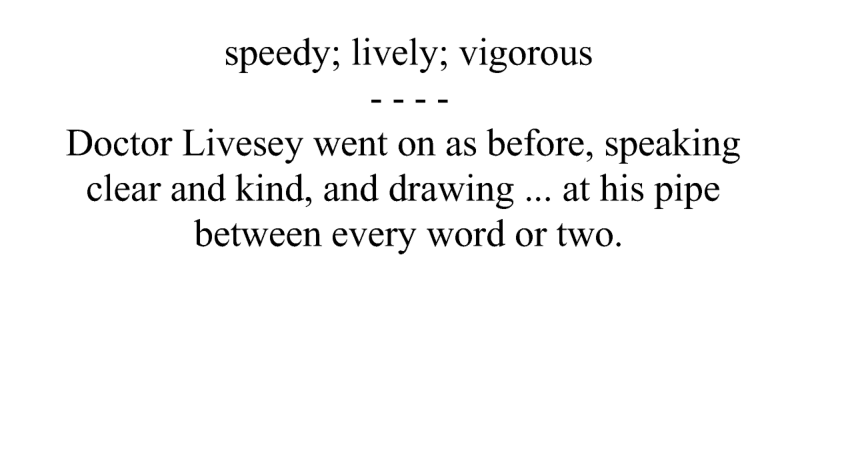 speedy; lively; vigorous
- - - -
Doctor Livesey went on as before, speaking
clear and kind, and drawing ... at his pipe
between every word or two.